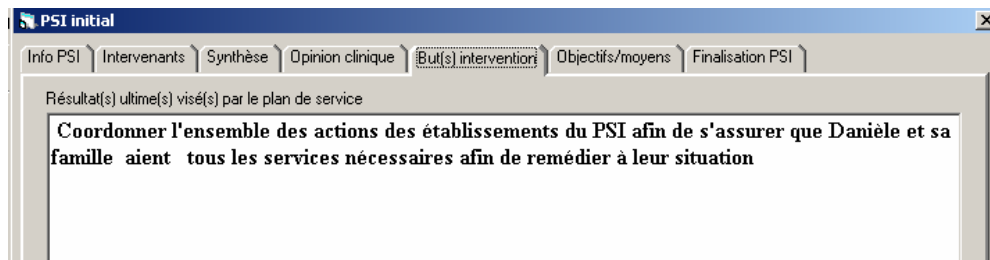 PSI initial
Info PSI Intervenants Synthèse Opinion clinique But(s) intervention Objectifs/moyens Finalisation PSI
Résultat(s) ultime(s) visé(s) par le plan de service
Coordonner l'ensemble des actions des établissements du PSI afin de s'assurer que Danièle et sa
famille aient tous les services nécessaires afin de remédier à leur situation